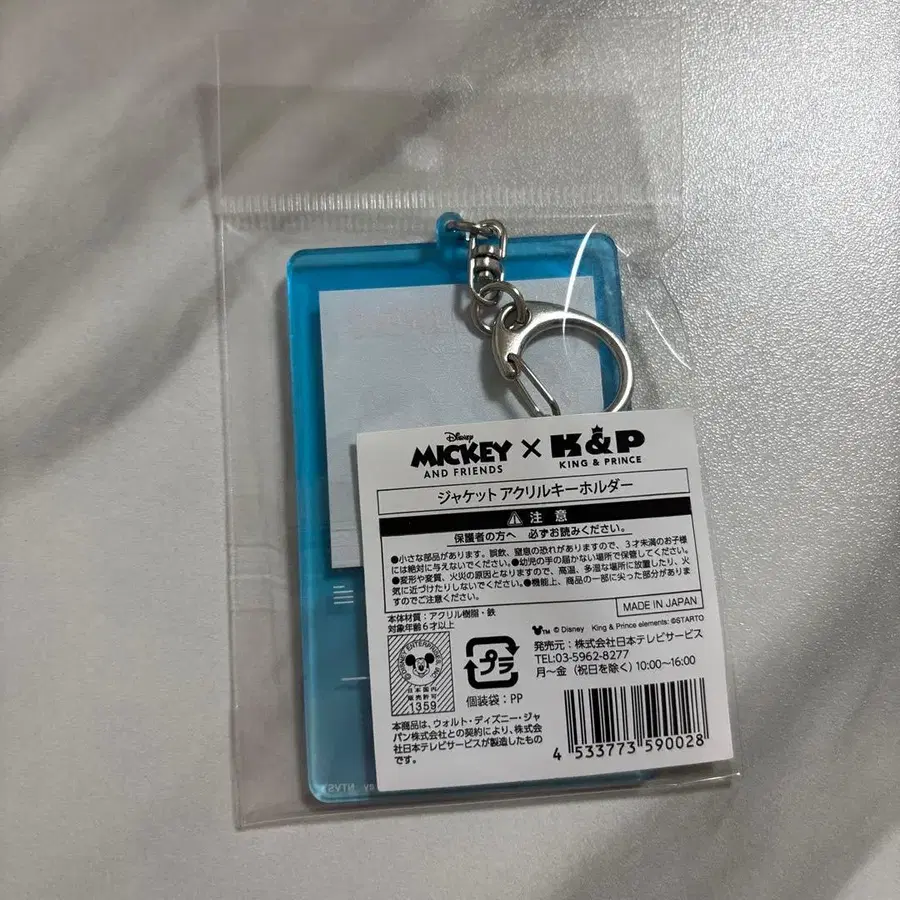 Disney
MICKEY × K&P
AND FRIENDS KING & PRINCE
ジャケット アクリルキーホルダー
注意
保護者の方へ 必ずお読みください。
●小さな部品があります。誤飲、窒息の恐れがありますので、3才未満のお子様
には絶対に与えないでください。●幼児の手の届かない場所で保管してください。
●変形や変質、火災の原因となりますので、高温、多湿な場所に放置したり、火
気に近づけたりしないでください。●機能上、商品の一部に尖った部分がありま
すのでご注意ください。
MADE IN JAPAN
本体材質:アクリル樹脂・鉄
対象年齢6才以上
TM © Disney King & Prince elements: ©STARTO
発売元:株式会社日本テレビサービス
TEL:03-5962-8277
月〜金(祝日を除く)10:00〜16:00
日本国内
販売許可
1359
プラ
個装袋:PP
本商品は、ウォルト・ディズニー・ジャ
パン株式会社との契約により、株式会
社日本テレビサービスが製造したもの
です。
4 533773 590028
NTVS